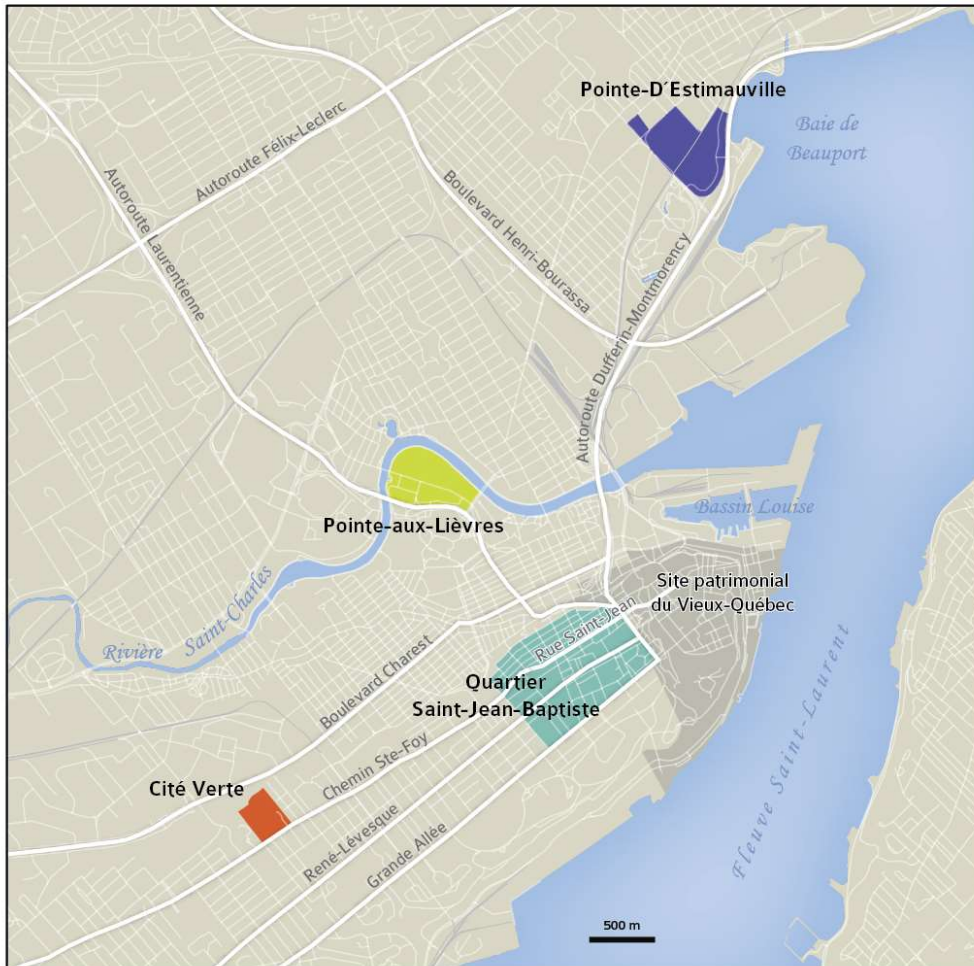 Pointe-D´Estimauville
Baie de
Beauport
Autoroute Félix-Leclerc
Autoroute Laurentienne
Boulevard Henri-Bourassa
Autoroute Dufferin-Montmorency
Bassin Louise
Pointe-aux-Lièvres
Site patrimonial
du Vieux-Québec
Rivière
Saint-Charles
Rue Saint-Jean
Boulevard Charest
Quartier
Saint-Jean-Baptiste
Chemin Ste-Foy
Cité Verte
René-Lévesque
Grande Allée
Fleuve Saint-Laurent
500 m